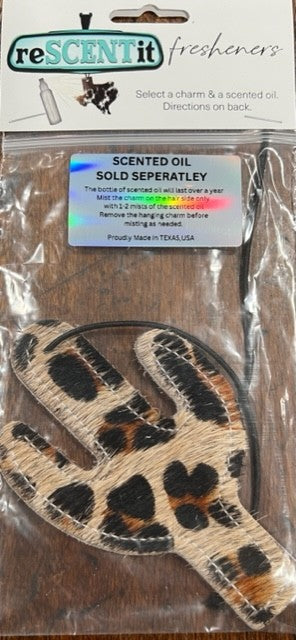 reSCENTit fresheners
Select a charm & a scented oil.
Directions on back.
SCENTED OIL
SOLD SEPERATLEY
The bottle of scented oil will last over a year
Mist the charm on the hair side only
with 1-2 mists of the scented oil
Remove the hanging charm before
misting as needed.
Proudly Made in TEXAS,USA